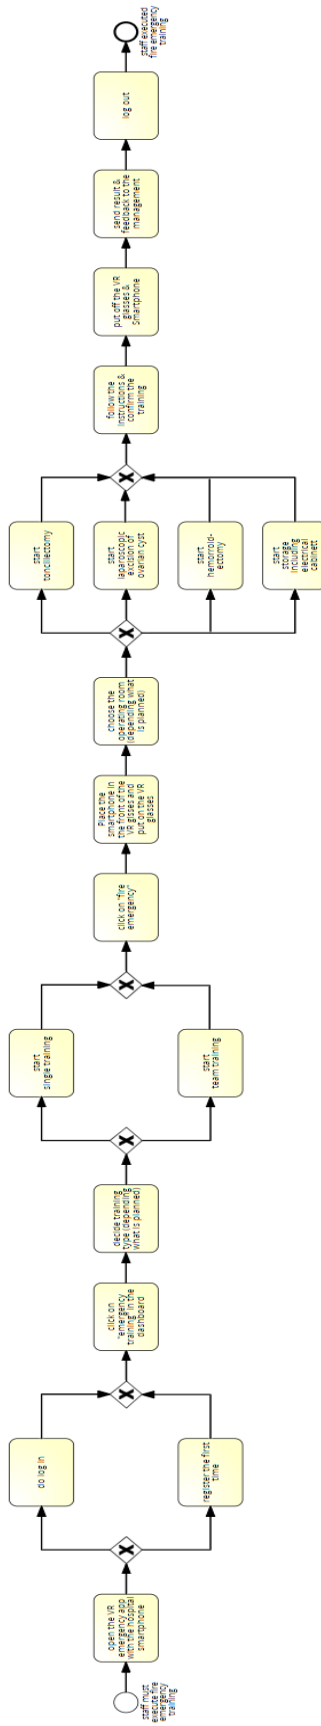 staff must
execute fire
emergency
training
open the VR
emergency app
with the hospital
smartphone
do log in
register the first
time
click on
"emergency
training" in the
dashboard
decide training
type (depending
what is planned)
start
single training
start
team training
click on "fire
emergency"
Place the
smartphone in
the front of the
VR glsses and
put on the VR
glasses
choose the
operating room
(depending what
is planned)
start
toncillectomy
start
laparoscopic
excision of
ovarian cyst
start
hemorroid-
ectomy
start
storage
including
electrical
cabinett
follow the
instructions &
confirm the
training
put off the VR
glasses &
smartphone
send result &
feedback to the
management
log out
staff executed
fire emergency
training